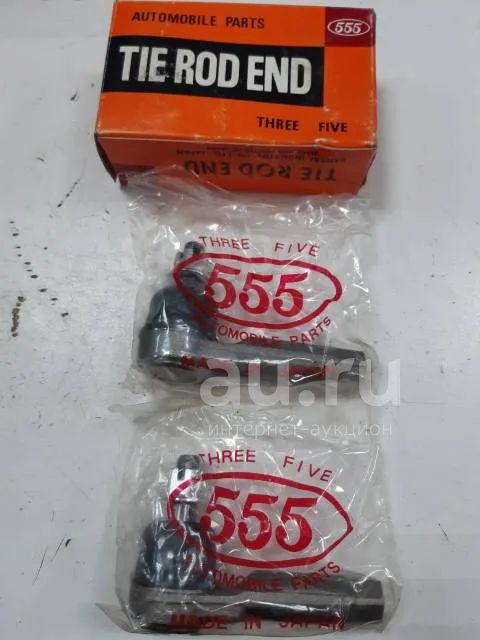 AUTOMOBILE PARTS
555
TIE ROD END
THREE FIVE
TIE ROD END
THREE FIVE
555
AUTOMOBILE PARTS
MA
au.ru
интернет-аукцион
THREE FIVE
555
AUTOMOBILE PARTS
MADE IN JAPAN